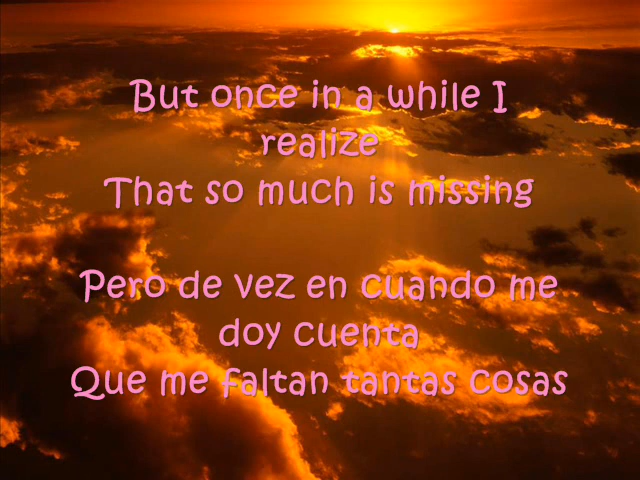 But once in a while I
realize
That so much is missing
Pero de vez en cuando me
doy cuenta
Que me faltan tantas cosas